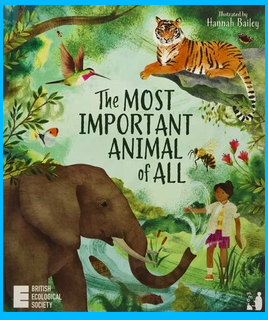 Illustrated by
Hannah Bailey
The MOST
IMPORTANT
ANIMAL
of ALL
BRITISH
ECOLOGICAL
SOCIETY